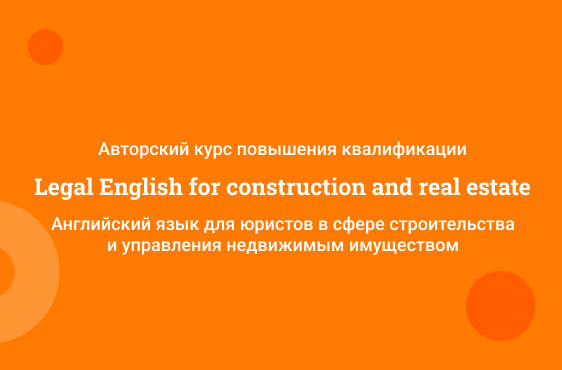 Авторский курс повышения квалификации
Legal English for construction and real estate
Английский язык для юристов в сфере строительства
и управления недвижимым имуществом